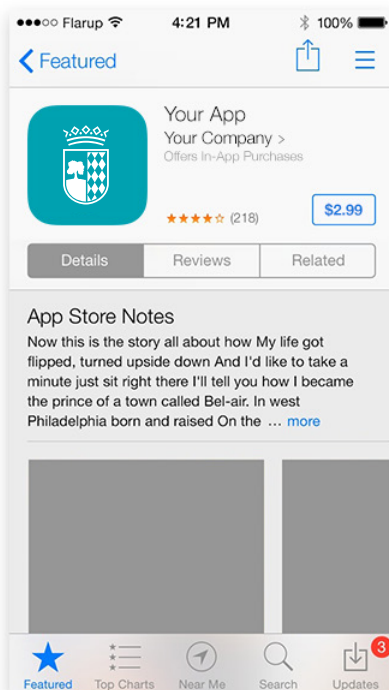 Flarup 4:21 PM 100%
Featured
Your App
Your Company >
Offers In-App Purchases
(218)
$2.99
Details Reviews Related
App Store Notes
Now this is the story all about how My life got
flipped, turned upside down And I'd like to take a
minute just sit right there I'll tell you how I became
the prince of a town called Bel-air. In west
Philadelphia born and raised On the ... more
3
Featured Top Charts Near Me Search Updates